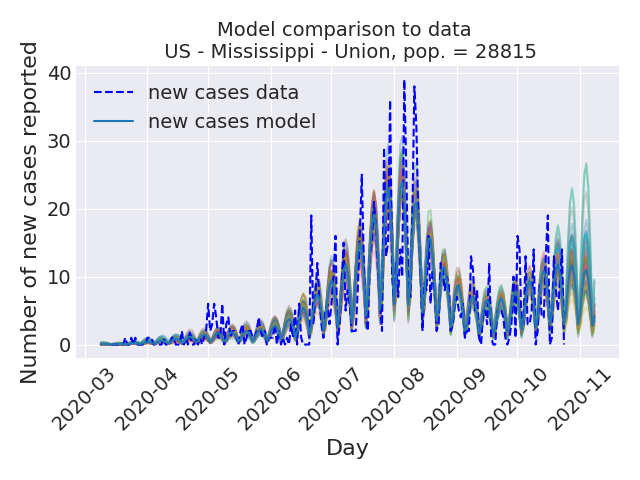 Model comparison to data
US - Mississippi - Union, pop. = 28815
Number of new cases reported
40
30
20
10
0
new cases data
new cases model
2020-03
2020-04
2020-05
2020-06
2020-07
2020-08
2020-09
2020-10
2020-11
Day